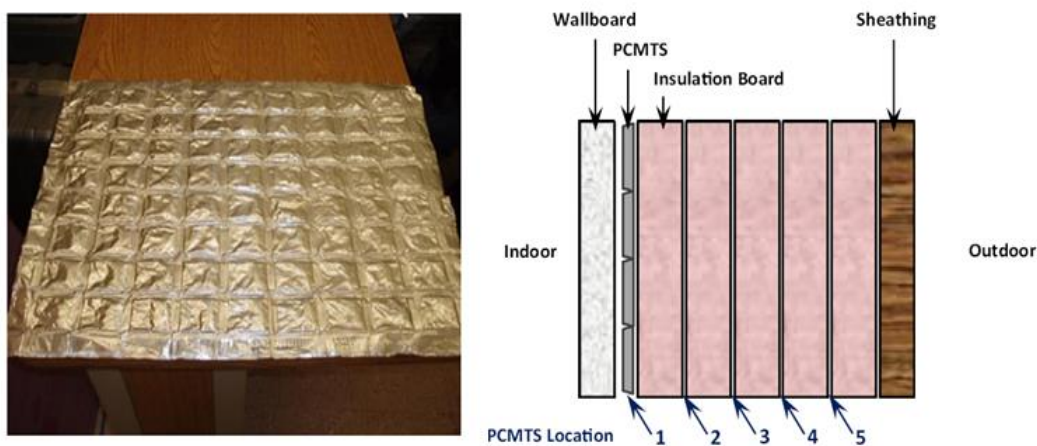 Wallboard
Sheathing
PCMTS
Insulation Board
Indoor
Outdoor
PCMTS Location 1 2 3 4 5